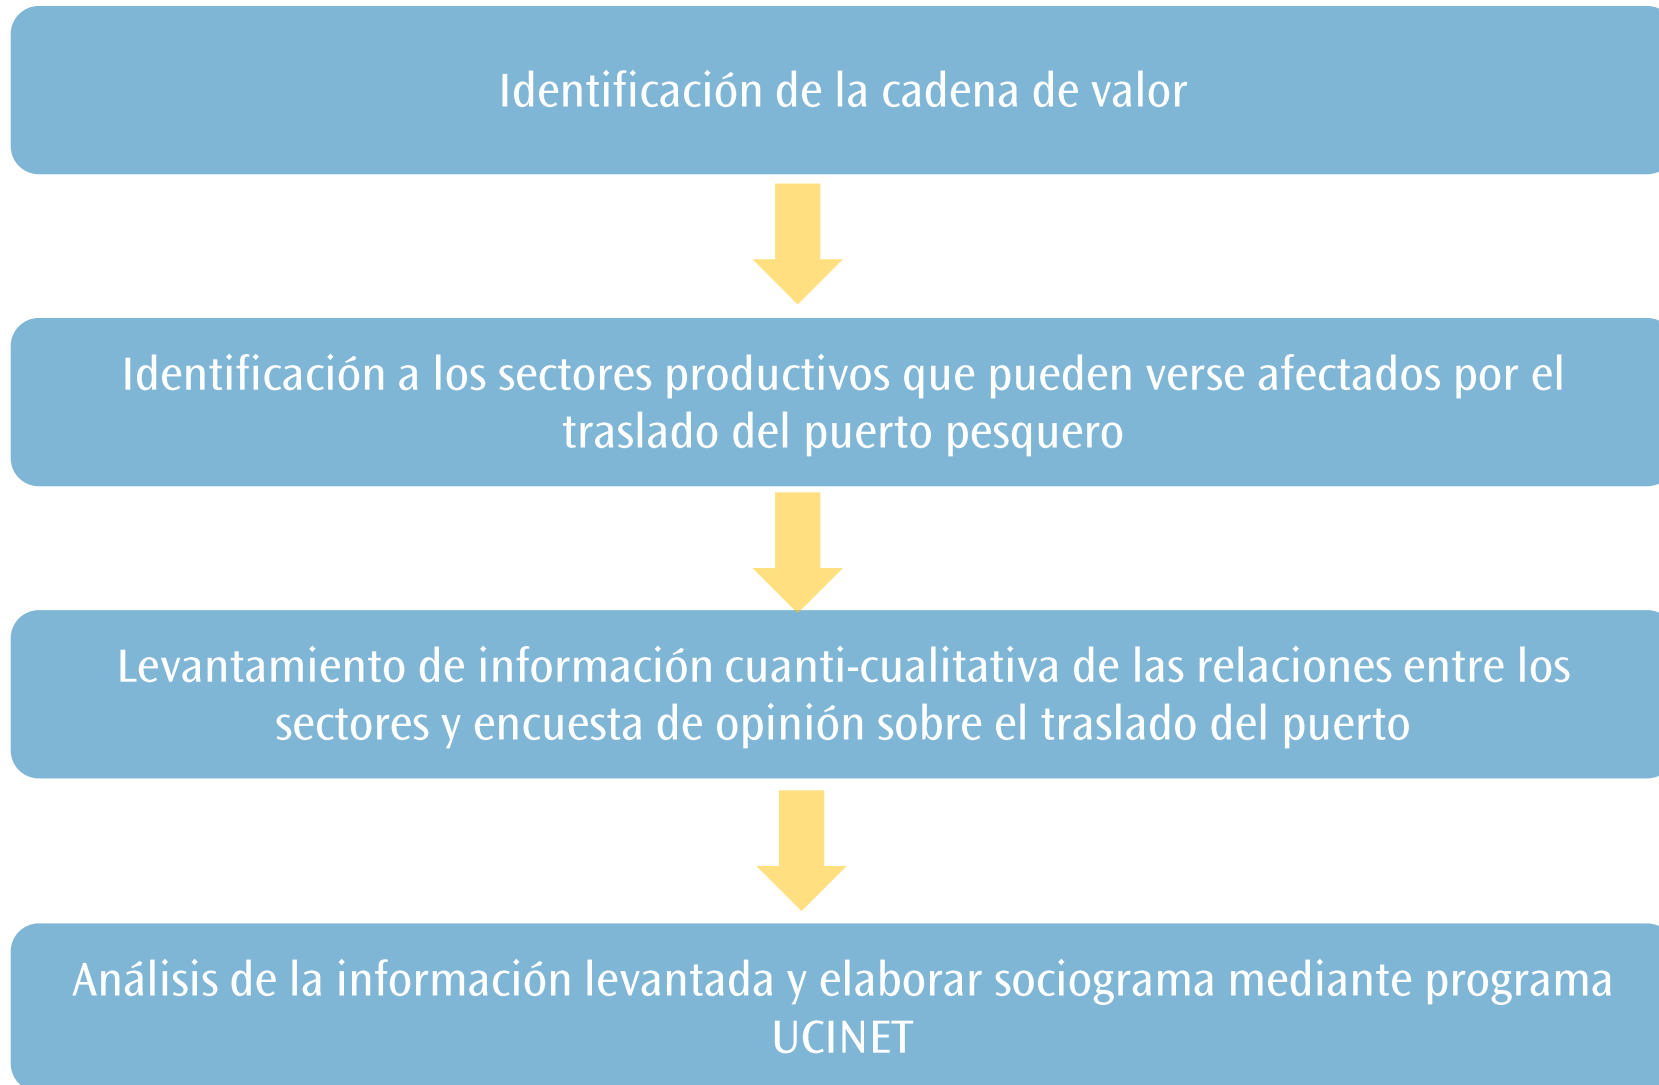 Identificación de la cadena de valor
Identificación a los sectores productivos que pueden verse afectados por el
traslado del puerto pesquero
Levantamiento de información cuanti-cualitativa de las relaciones entre los
sectores y encuesta de opinión sobre el traslado del puerto
Análisis de la información levantada y elaborar sociograma mediante programa
UCINET